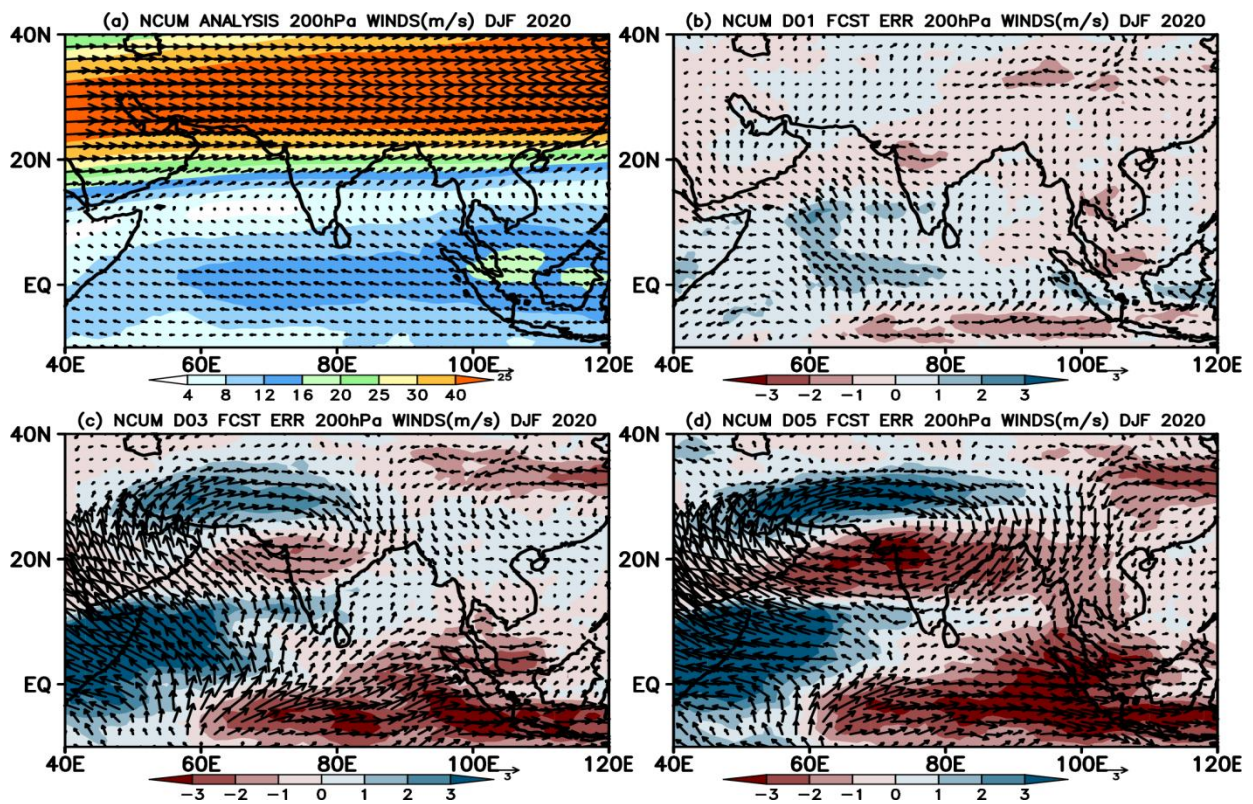 (a) NCUM ANALYSIS 200hPa WINDS(m/s) DJF 2020
40N
20N
EQ
40E 60E 80E 100E 120E
4 8 12 16 20 25 30 40
25
(b) NCUM D01 FCST ERR 200hPa WINDS(m/s) DJF 2020
40N
20N
EQ
40E 60E 80E 100E 120E
−3 −2 −1 0 1 2 3
3
(c) NCUM D03 FCST ERR 200hPa WINDS(m/s) DJF 2020
40N
20N
EQ
40E 60E 80E 100E 120E
−3 −2 −1 0 1 2 3
3
(d) NCUM D05 FCST ERR 200hPa WINDS(m/s) DJF 2020
40N
20N
EQ
40E 60E 80E 100E 120E
−3 −2 −1 0 1 2 3
3